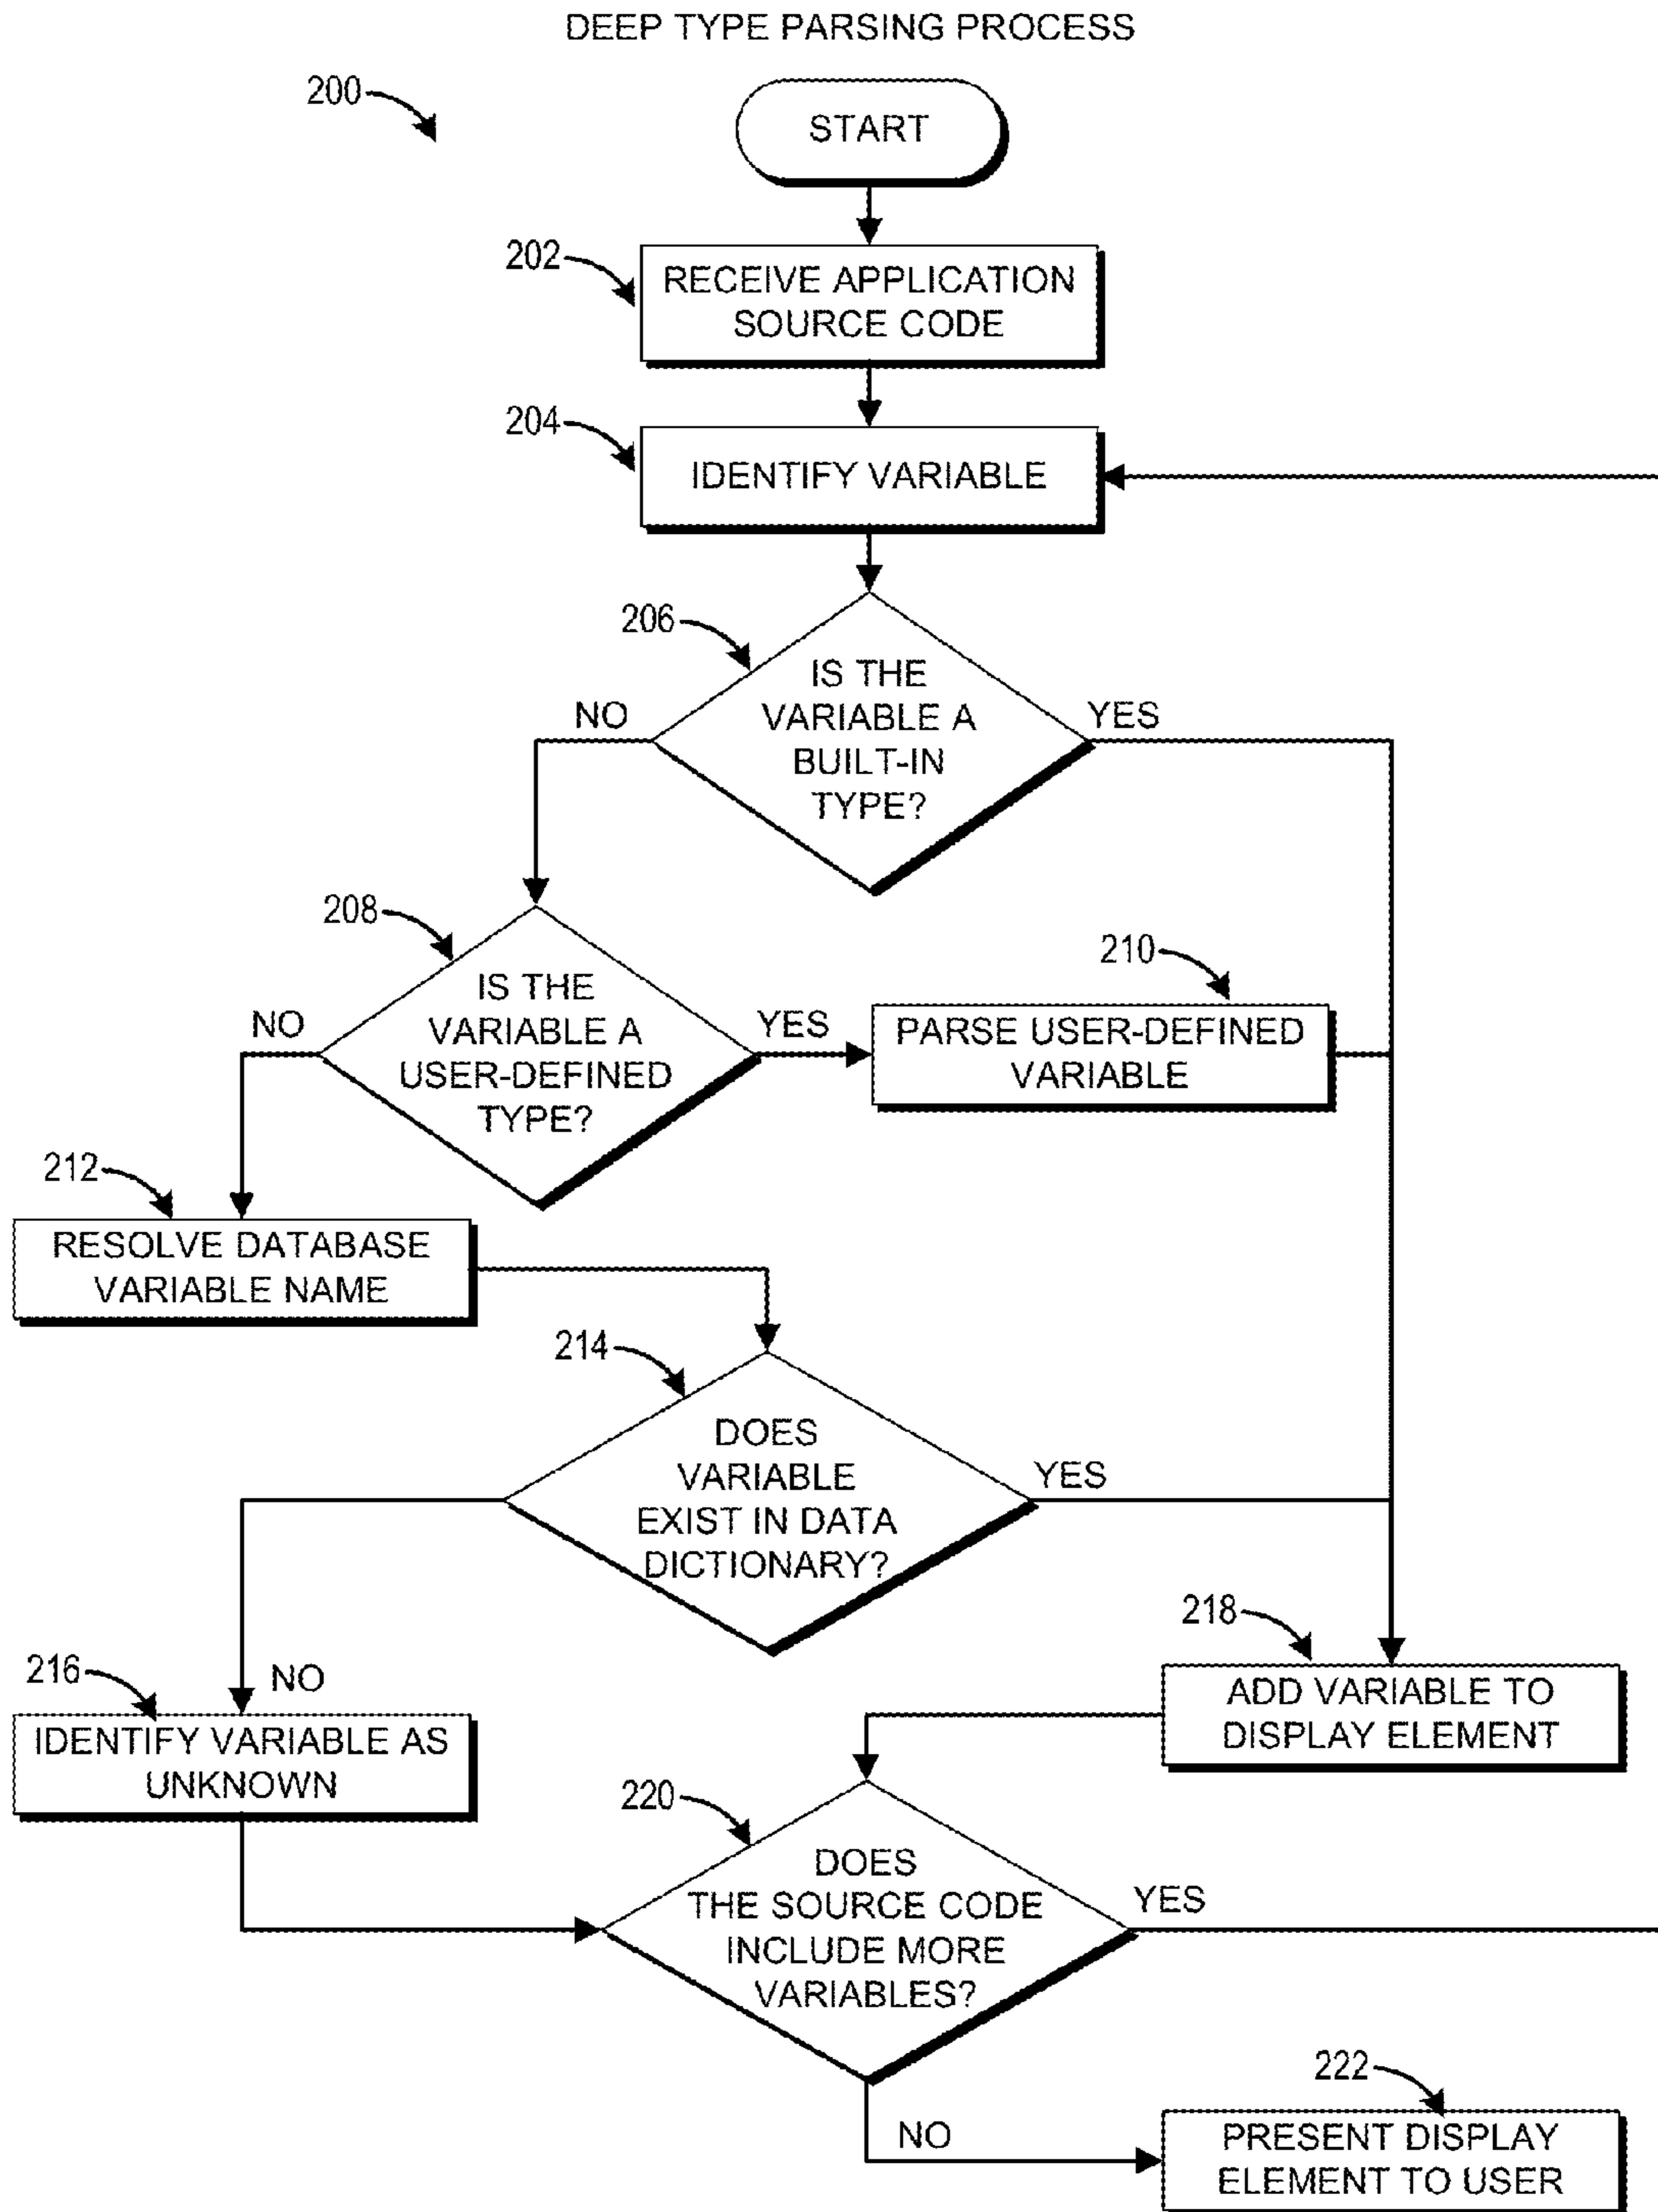 DEEP TYPE PARSING PROCESS
200
START
202
RECEIVE APPLICATION
SOURCE CODE
204
IDENTIFY VARIABLE
206
IS THE
VARIABLE A
BUILT-IN
TYPE?
NO
YES
208
IS THE
VARIABLE A
USER-DEFINED
TYPE?
NO
YES
210
PARSE USER-DEFINED
VARIABLE
212
RESOLVE DATABASE
VARIABLE NAME
214
DOES
VARIABLE
EXIST IN DATA
DICTIONARY?
YES
NO
216
IDENTIFY VARIABLE AS
UNKNOWN
218
ADD VARIABLE TO
DISPLAY ELEMENT
220
DOES
THE SOURCE CODE
INCLUDE MORE
VARIABLES?
YES
NO
222
PRESENT DISPLAY
ELEMENT TO USER